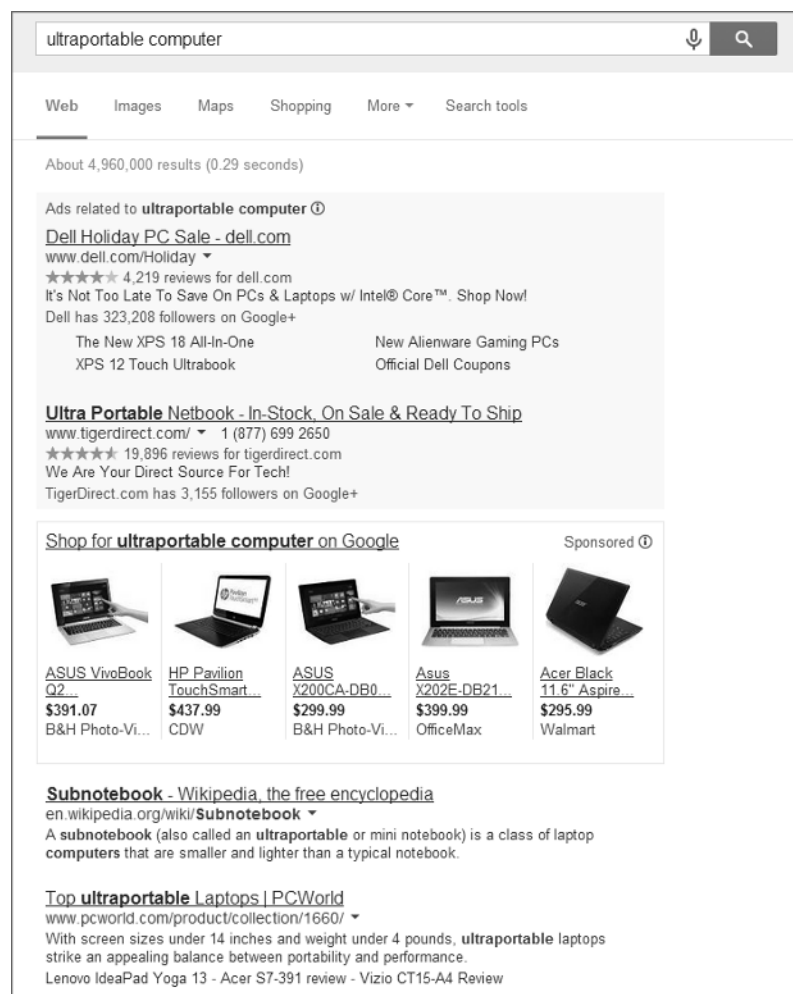 ultraportable computer
Web Images Maps Shopping More Search tools
About 4,960,000 results (0.29 seconds)
Ads related to ultraportable computer
Dell Holiday PC Sale - dell.com
www.dell.com/Holiday
4,219 reviews for dell.com
It's Not Too Late To Save On PCs & Laptops w/ Intel® Core™. Shop Now!
Dell has 323,208 followers on Google+
The New XPS 18 All-In-One New Alienware Gaming PCs
XPS 12 Touch Ultrabook Official Dell Coupons
Ultra Portable Netbook - In-Stock, On Sale & Ready To Ship
www.tigerdirect.com/ 1 (877) 699 2650
19,896 reviews for tigerdirect.com
We Are Your Direct Source For Tech!
TigerDirect.com has 3,155 followers on Google+
Shop for ultraportable computer on Google Sponsored
Pavilion
ASUS
acer
ASUS VivoBook HP Pavilion ASUS Asus Acer Black
Q2... TouchSmart... X200CA-DB0... X202E-DB21... 11.6" Aspire...
$391.07 $437.99 $299.99 $399.99 $295.99
B&H Photo-Vi... CDW B&H Photo-Vi... OfficeMax Walmart
Subnotebook - Wikipedia, the free encyclopedia
en.wikipedia.org/wiki/Subnotebook
A subnotebook (also called an ultraportable or mini notebook) is a class of laptop
computers that are smaller and lighter than a typical notebook.
Top ultraportable Laptops | PCWorld
www.pcworld.com/product/collection/1660/
With screen sizes under 14 inches and weight under 4 pounds, ultraportable laptops
strike an appealing balance between portability and performance.
Lenovo IdeaPad Yoga 13 - Acer S7-391 review - Vizio CT15-A4 Review